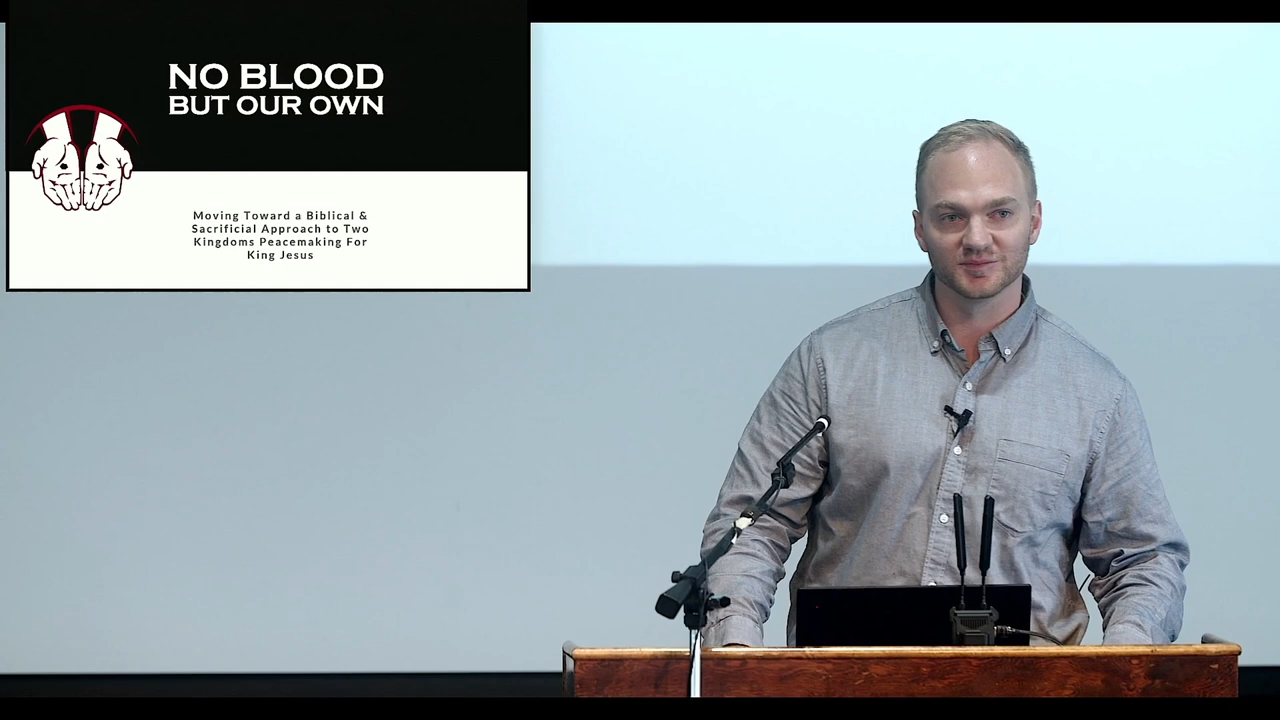 NO BLOOD
BUT OUR OWN
Moving Toward a Biblical &
Sacrificial Approach to Two
Kingdoms Peacemaking For
King Jesus